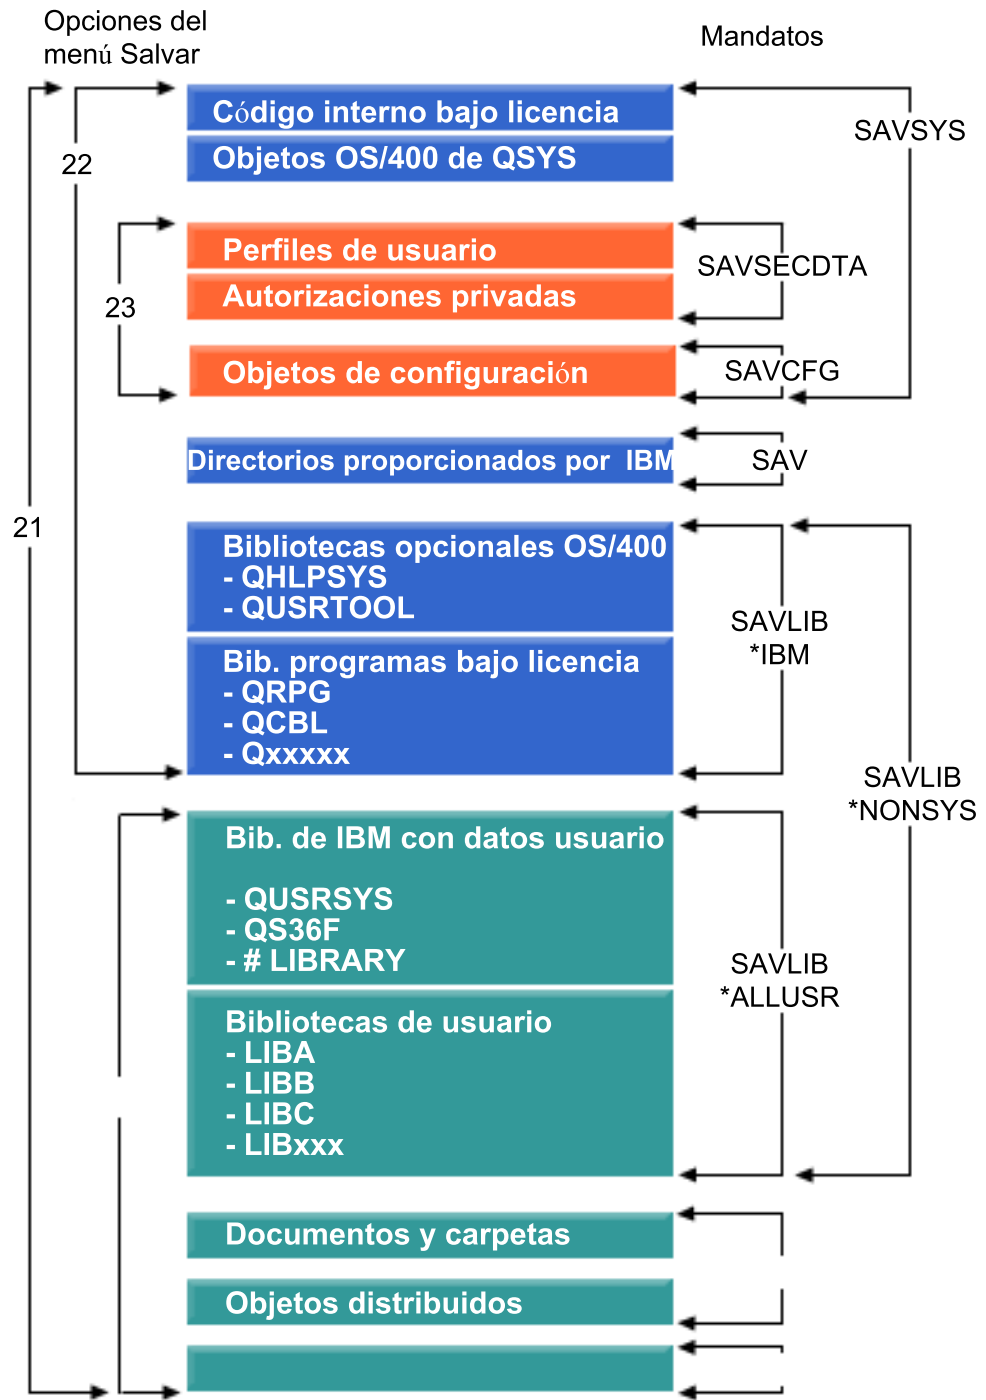 Opciones del
menú Salvar
Mandatos
Código interno bajo licencia
SAVSYS
Objetos OS/400 de QSYS
22
Perfiles de usuario
SAVSECDTA
Autorizaciones privadas
23
Objetos de configuración
SAVCFG
Directorios proporcionados por IBM
SAV
21
Bibliotecas opcionales OS/400
- QHLPSYS
- QUSRTOOL
SAVLIB
*IBM
Bib. programas bajo licencia
- QRPG
- QCBL
- Qxxxxx
SAVLIB
*NONSYS
Bib. de IBM con datos usuario
- QUSRSYS
- QS36F
- # LIBRARY
SAVLIB
*ALLUSR
Bibliotecas de usuario
- LIBA
- LIBB
- LIBC
- LIBxxx
Documentos y carpetas
Objetos distribuidos